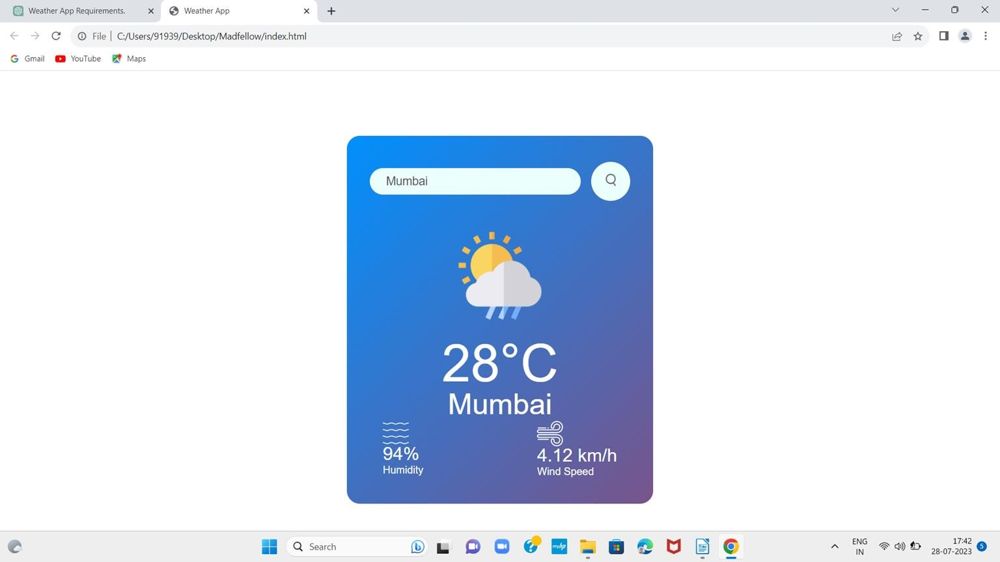 Weather App Requirements.
Weather App
File
C:/Users/91939/Desktop/Madfellow/index.html
Gmail
YouTube
Maps
Mumbai
28°C
Mumbai
94%
Humidity
4.12 km/h
Wind Speed
Search
myhp
ENG
IN
17:42
28-07-2023
5